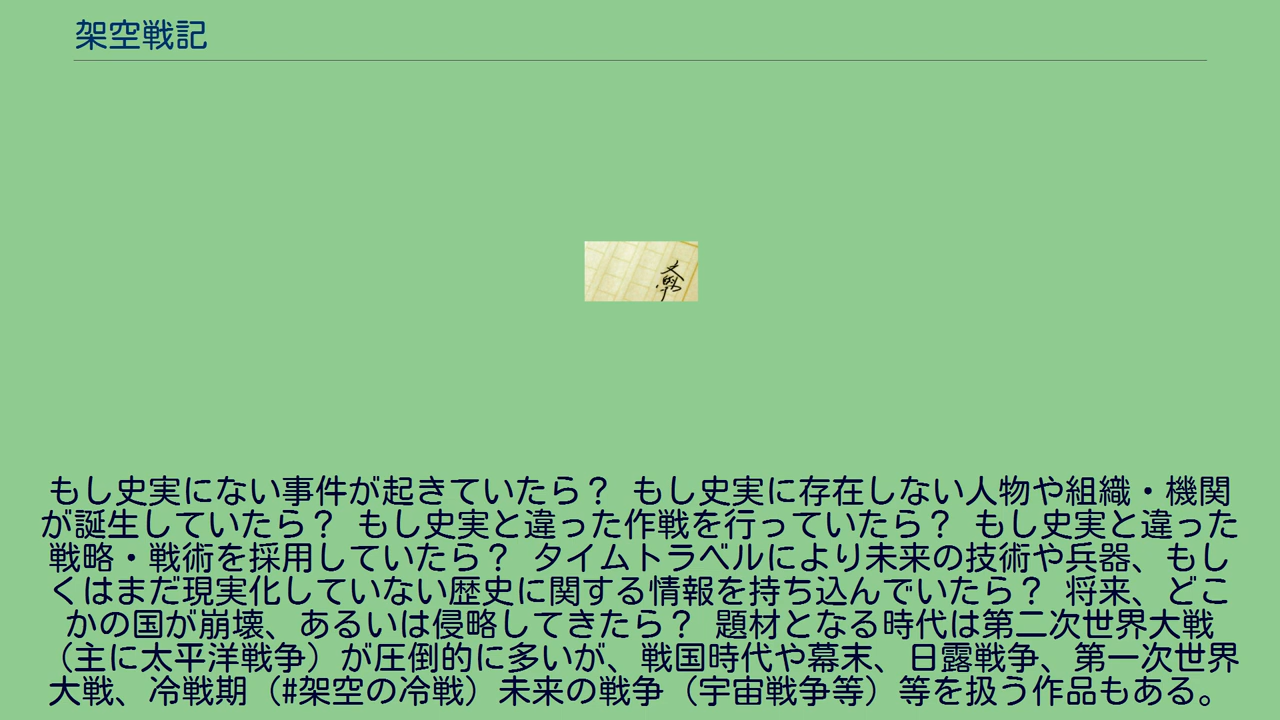 架空戦記
もし史実にない事件が起きていたら？ もし史実に存在しない人物や組織・機関
が誕生していたら？ もし史実と違った作戦を行っていたら？ もし史実と違った
戦略・戦術を採用していたら？ タイムトラベルにより未来の技術や兵器、もし
くはまだ現実化していない歴史に関する情報を持ち込んでいたら？ 将来、どこ
かの国が崩壊、あるいは侵略してきたら？ 題材となる時代は第二次世界大戦
（主に太平洋戦争）が圧倒的に多いが、戦国時代や幕末、日露戦争、第一次世界
大戦、冷戦期（#架空の冷戦）未来の戦争（宇宙戦争等）等を扱う作品もある。